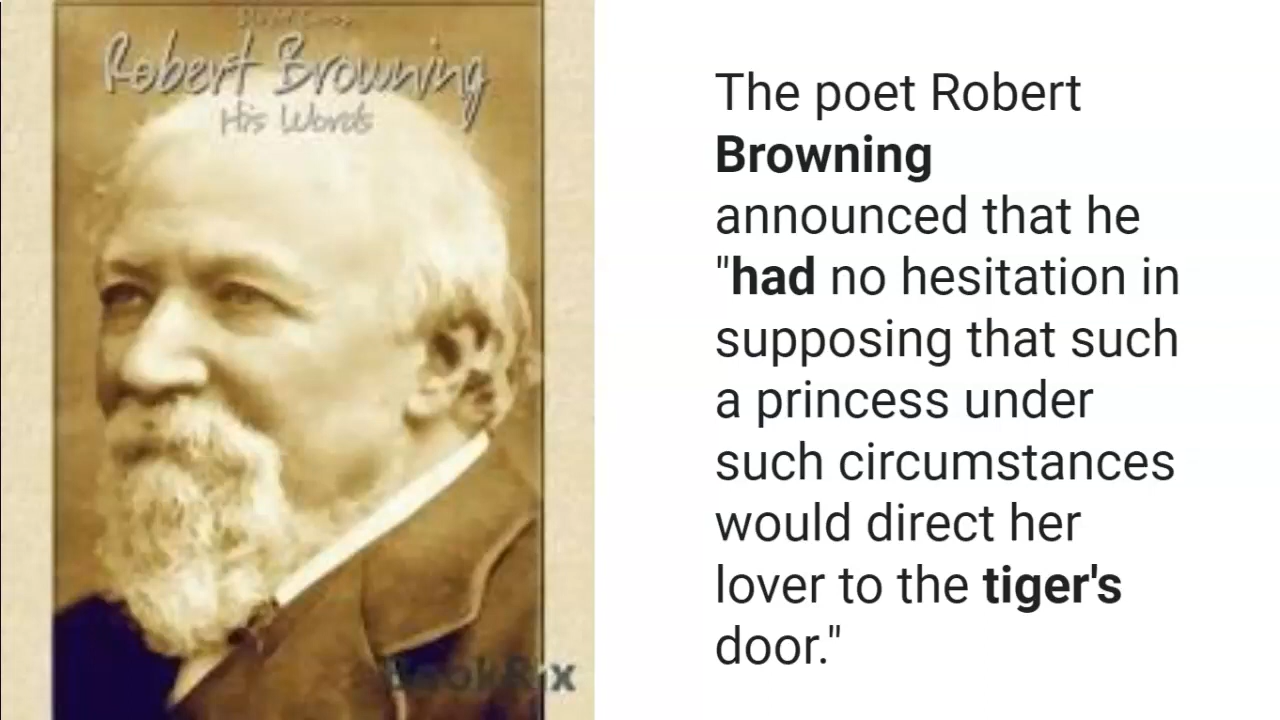 Robert Browning
His Words
BookRix
The poet Robert
Browning
announced that he
"had no hesitation in
supposing that such
a princess under
such circumstances
would direct her
lover to the tiger's
door."